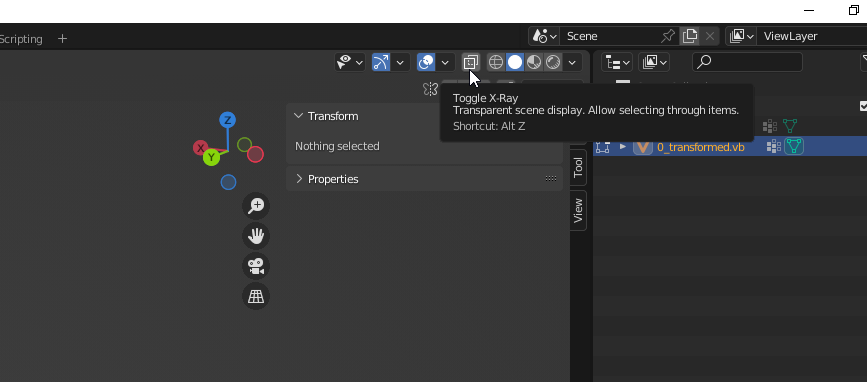 Scripting +
Scene
ViewLayer
Toggle X-Ray
Transparent scene display. Allow selecting through items.
Shortcut: Alt Z
Transform
Nothing selected
Properties
Z
X
Y
Tool
View
0_transformed.vb